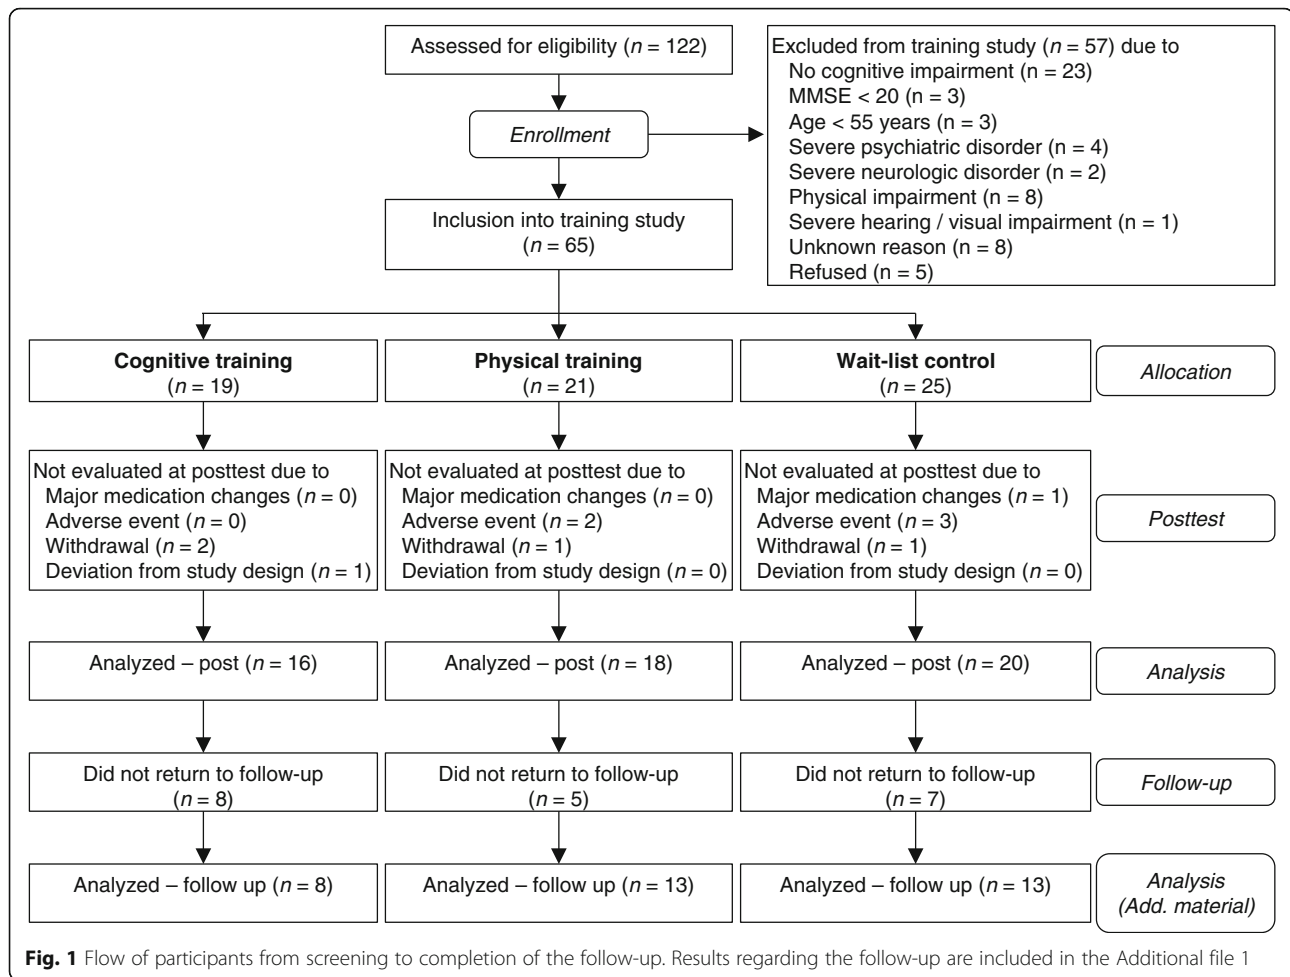 Assessed for eligibility (n = 122)
Excluded from training study (n = 57) due to
No cognitive impairment (n = 23)
MMSE < 20 (n = 3)
Age < 55 years (n = 3)
Severe psychiatric disorder (n = 4)
Severe neurologic disorder (n = 2)
Physical impairment (n = 8)
Severe hearing / visual impairment (n = 1)
Unknown reason (n = 8)
Refused (n = 5)
Enrollment
Inclusion into training study
(n = 65)
Cognitive training
(n = 19)
Physical training
(n = 21)
Wait-list control
(n = 25)
Allocation
Not evaluated at posttest due to
Major medication changes (n = 0)
Adverse event (n = 0)
Withdrawal (n = 2)
Deviation from study design (n = 1)
Not evaluated at posttest due to
Major medication changes (n = 0)
Adverse event (n = 2)
Withdrawal (n = 1)
Deviation from study design (n = 0)
Not evaluated at posttest due to
Major medication changes (n = 1)
Adverse event (n = 3)
Withdrawal (n = 1)
Deviation from study design (n = 0)
Posttest
Analyzed – post (n = 16)
Analyzed – post (n = 18)
Analyzed – post (n = 20)
Analysis
Did not return to follow-up
(n = 8)
Did not return to follow-up
(n = 5)
Did not return to follow-up
(n = 7)
Follow-up
Analyzed – follow up (n = 8)
Analyzed – follow up (n = 13)
Analyzed – follow up (n = 13)
Analysis
(Add. material)
Fig. 1 Flow of participants from screening to completion of the follow-up. Results regarding the follow-up are included in the Additional file 1